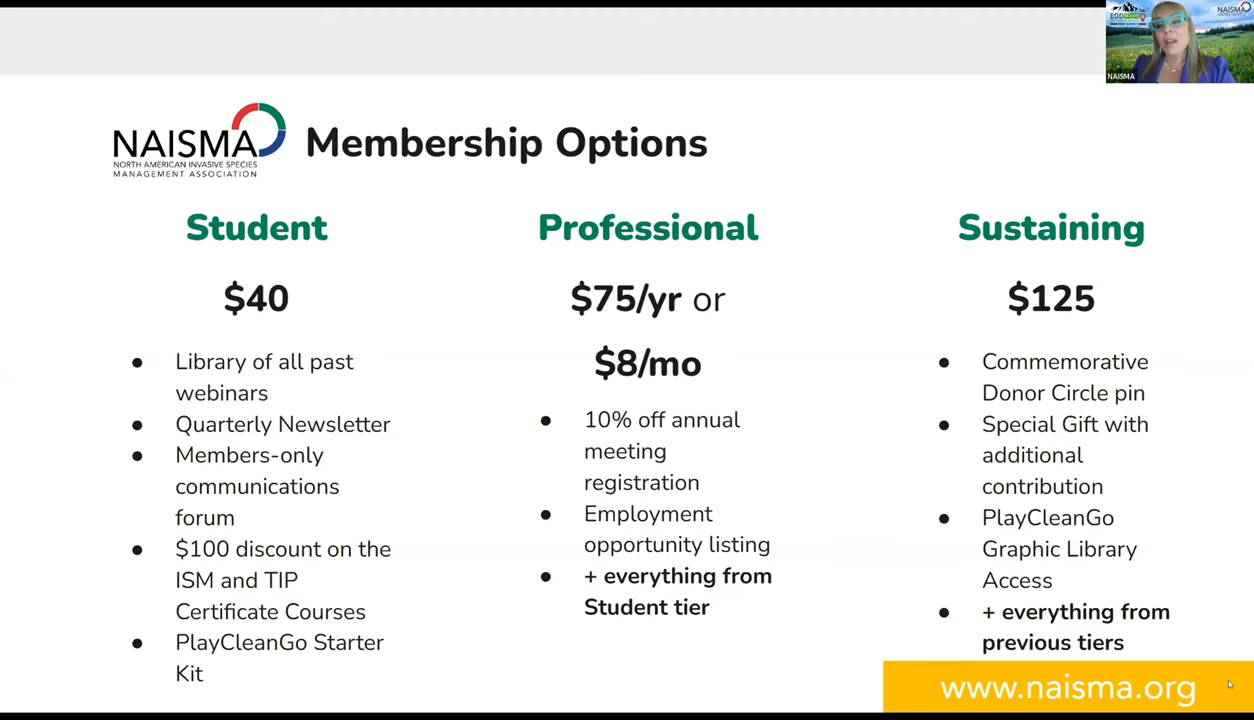 NAISMA
NORTH AMERICAN INVASIVE SPECIES
MANAGEMENT ASSOCIATION
Membership Options
Student
$40
● Library of all past
webinars
● Quarterly Newsletter
● Members-only
communications
forum
● $100 discount on the
ISM and TIP
Certificate Courses
● PlayCleanGo Starter
Kit
Professional
$75/yr or
$8/mo
● 10% off annual
meeting
registration
● Employment
opportunity listing
● + everything from
Student tier
Sustaining
$125
● Commemorative
Donor Circle pin
● Special Gift with
additional
contribution
● PlayCleanGo
Graphic Library
Access
● + everything from
previous tiers
www.naisma.org
NAISMA
NAISMA